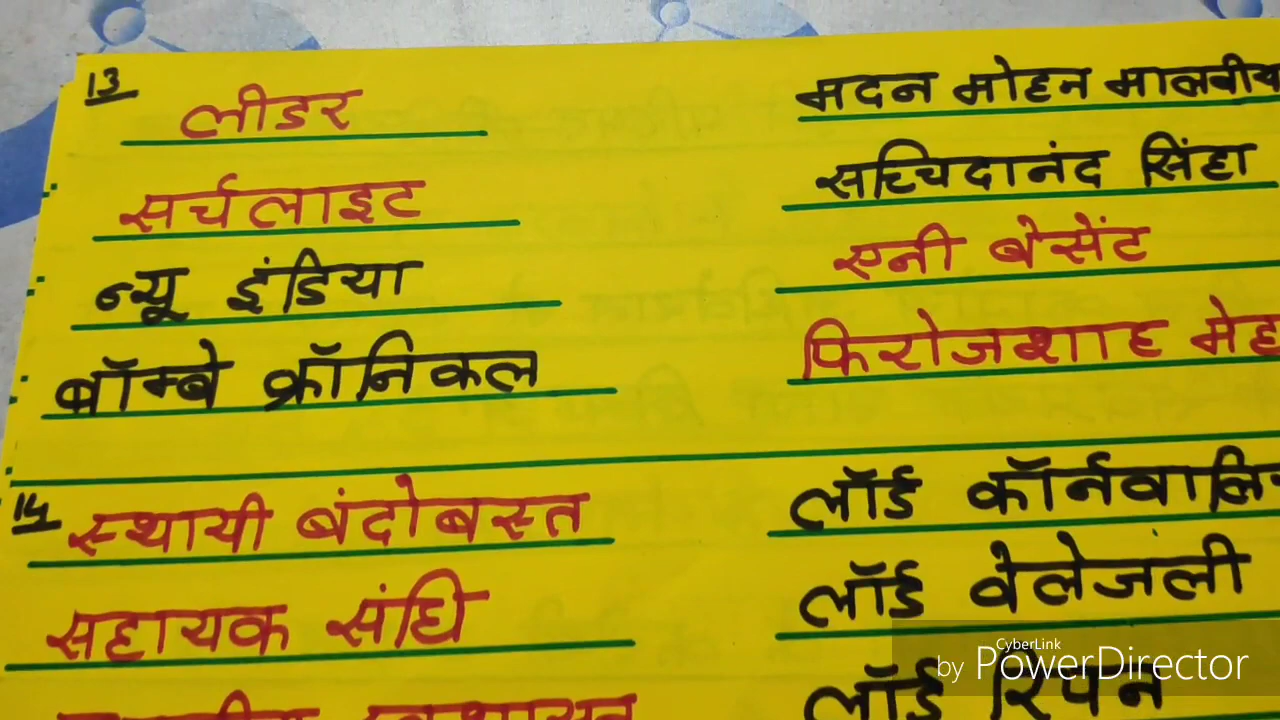 13
लीडर मदन मोहन मालवीय
सर्चलाइट सच्चिदानंद सिंहा
न्यू इंडिया एनी बेसेंट
बॉम्बे क्रॉनिकल फिरोजशाह मेह
14
स्थायी बंदोबस्त लॉर्ड कॉर्नवालि
सहायक संधि लॉर्ड वेलेजली
लॉर्ड रिपन
CyberLink
by PowerDirector